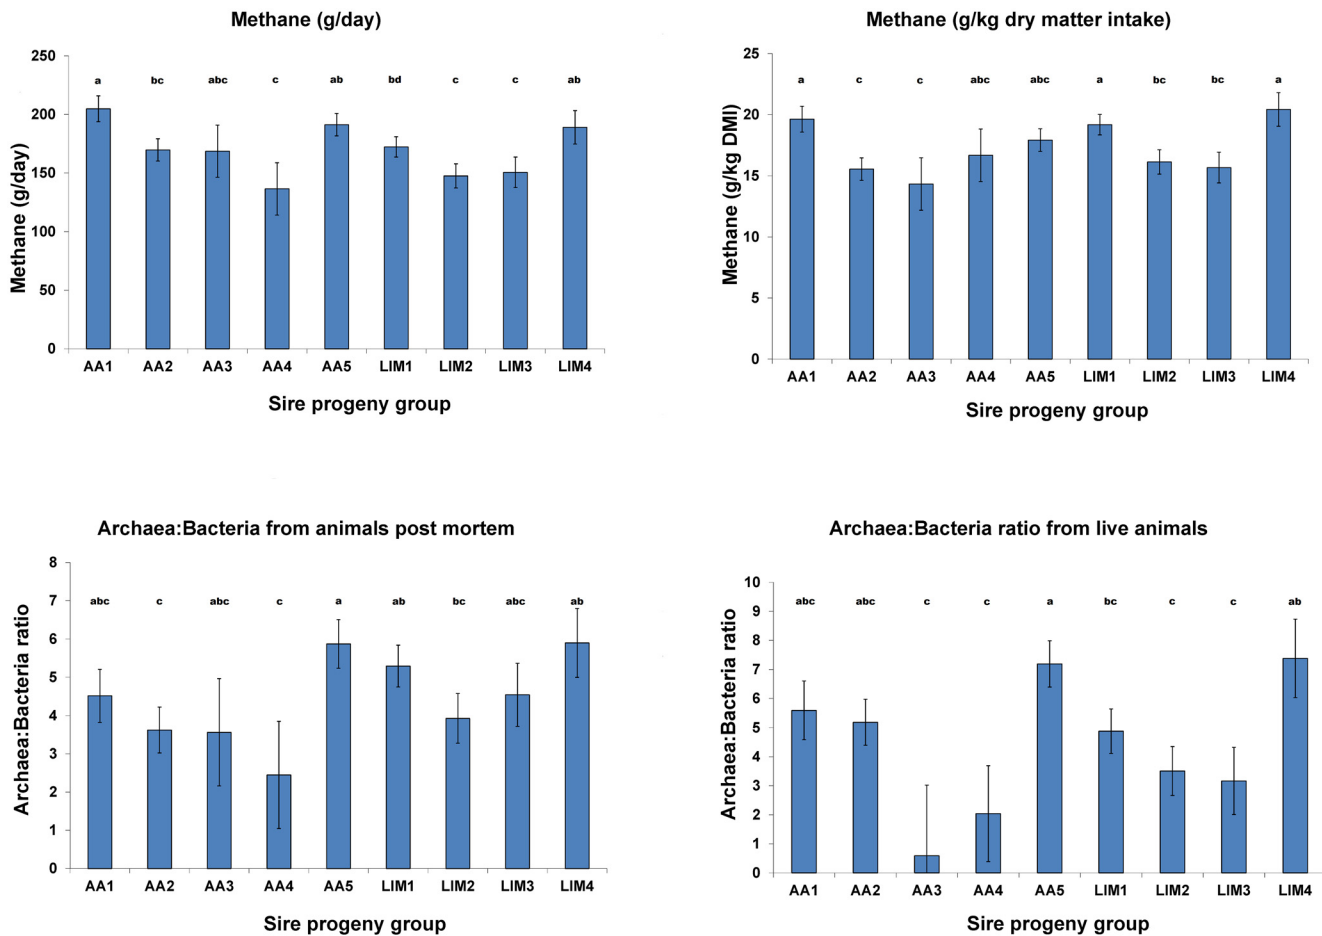 Methane (g/day)
Methane (g/day)
250
200
150
100
50
0
a bc abc c ab bd c c ab
AA1 AA2 AA3 AA4 AA5 LIM1 LIM2 LIM3 LIM4
Sire progeny group
Methane (g/kg dry matter intake)
Methane (g/kg DMI)
25
20
15
10
5
0
a c c abc abc a bc bc a
AA1 AA2 AA3 AA4 AA5 LIM1 LIM2 LIM3 LIM4
Sire progeny group
Archaea:Bacteria from animals post mortem
Archaea:Bacteria ratio
8
7
6
5
4
3
2
1
0
abc c abc c a ab bc abc ab
AA1 AA2 AA3 AA4 AA5 LIM1 LIM2 LIM3 LIM4
Sire progeny group
Archaea:Bacteria ratio from live animals
Archaea:Bacteria ratio
10
9
8
7
6
5
4
3
2
1
0
abc abc c c a bc c c ab
AA1 AA2 AA3 AA4 AA5 LIM1 LIM2 LIM3 LIM4
Sire progeny group